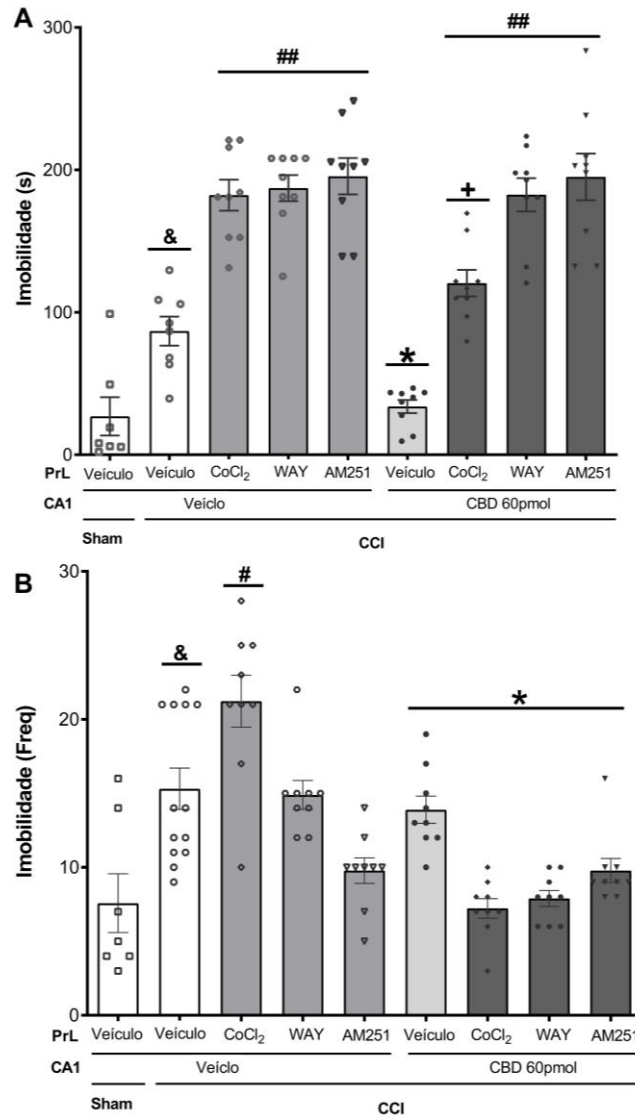 A
Imobilidade (s)
300
200
100
0
&
##
*
+
##
PrL Veículo Veículo CoCl₂ WAY AM251 Veículo CoCl₂ WAY AM251
CA1 Veíclo CBD 60pmol
Sham CCI
B
Imobilidade (Freq)
30
20
10
0
&
#
*
PrL Veículo Veículo CoCl₂ WAY AM251 Veículo CoCl₂ WAY AM251
CA1 Veíclo CBD 60pmol
Sham CCI